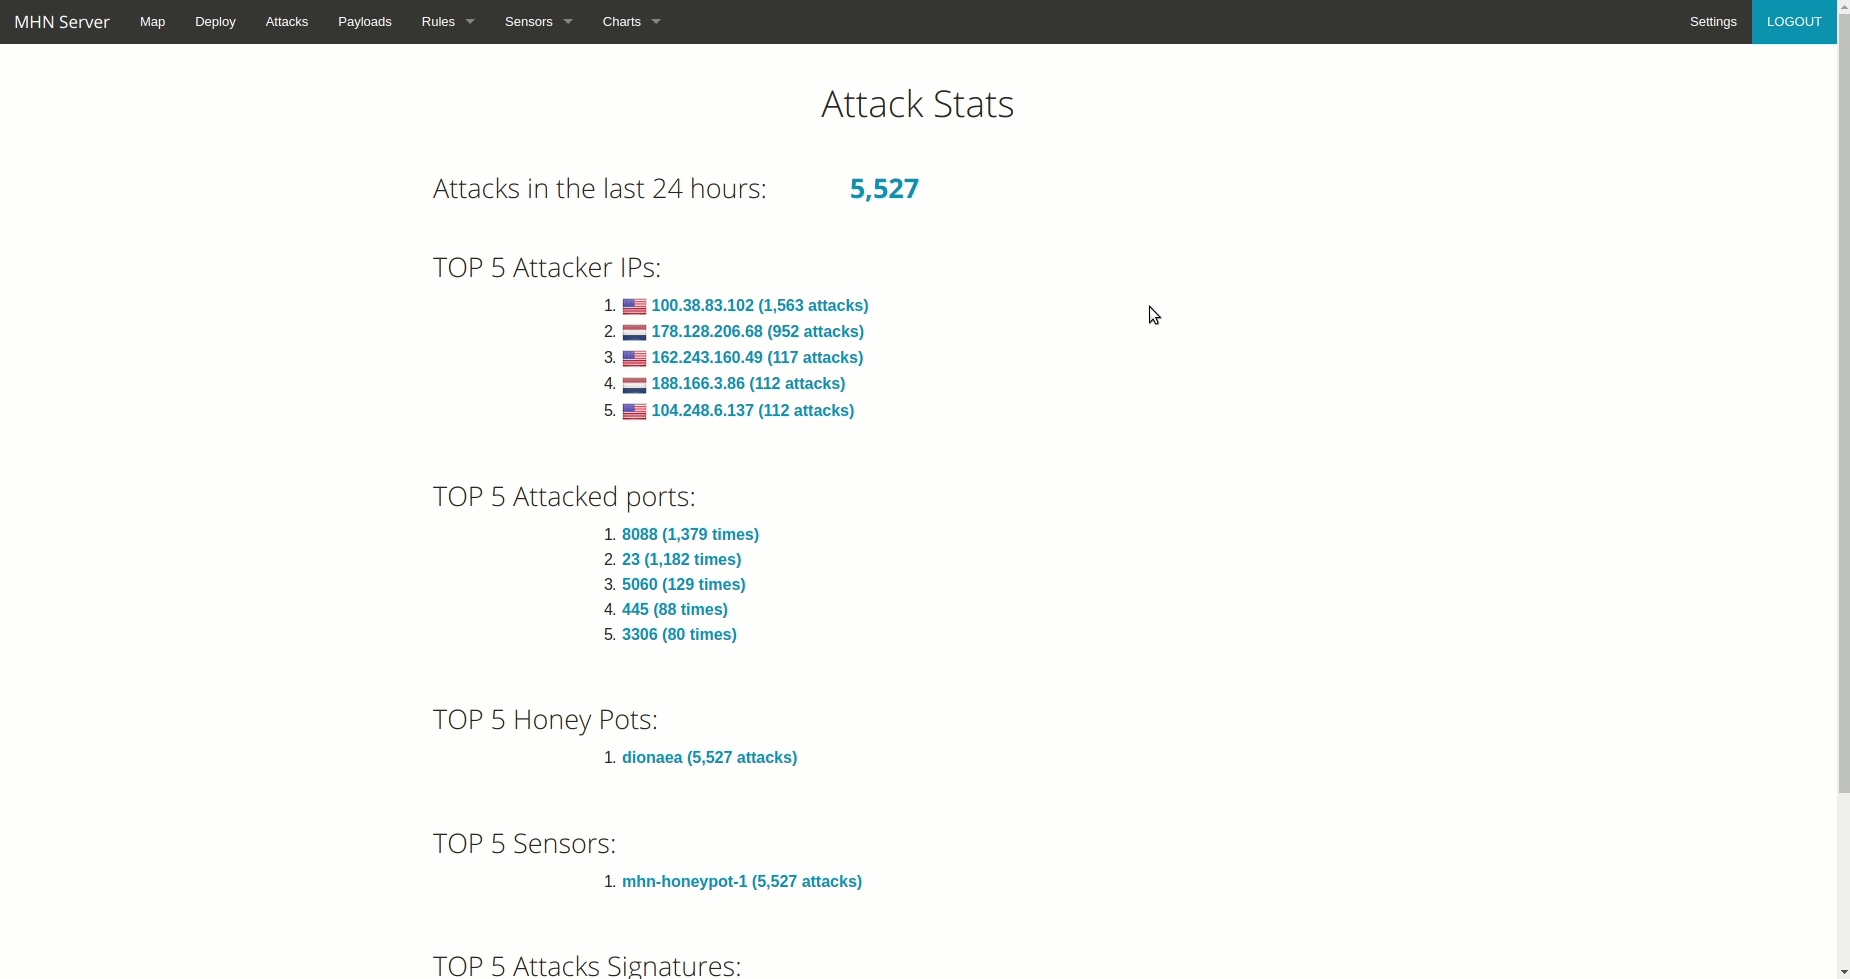 MHN Server Map Deploy Attacks Payloads Rules Sensors Charts Settings LOGOUT
Attack Stats
Attacks in the last 24 hours: 5,527
TOP 5 Attacker IPs:
1. 100.38.83.102 (1,563 attacks)
2. 178.128.206.68 (952 attacks)
3. 162.243.160.49 (117 attacks)
4. 188.166.3.86 (112 attacks)
5. 104.248.6.137 (112 attacks)
TOP 5 Attacked ports:
1. 8088 (1,379 times)
2. 23 (1,182 times)
3. 5060 (129 times)
4. 445 (88 times)
5. 3306 (80 times)
TOP 5 Honey Pots:
1. dionaea (5,527 attacks)
TOP 5 Sensors:
1. mhn-honeypot-1 (5,527 attacks)
TOP 5 Attacks Signatures: